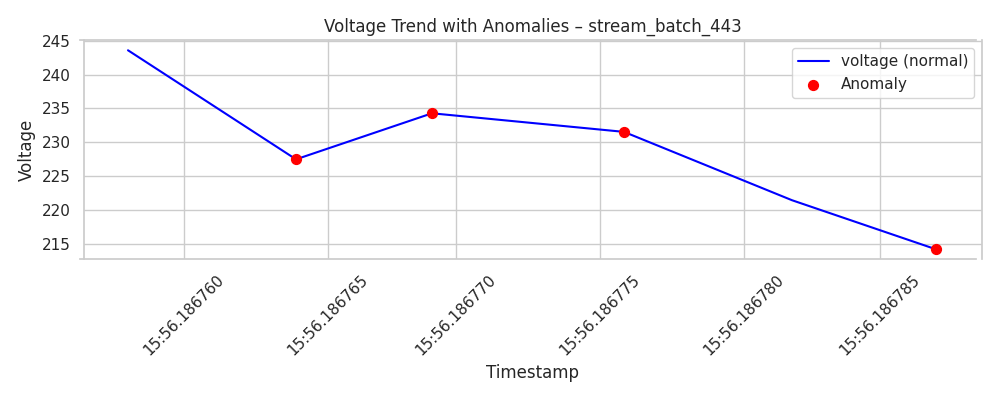 Voltage Trend with Anomalies – stream_batch_443
voltage (normal)
Anomaly
Voltage
245
240
235
230
225
220
215
15:56.186760
15:56.186765
15:56.186770
15:56.186775
15:56.186780
15:56.186785
Timestamp